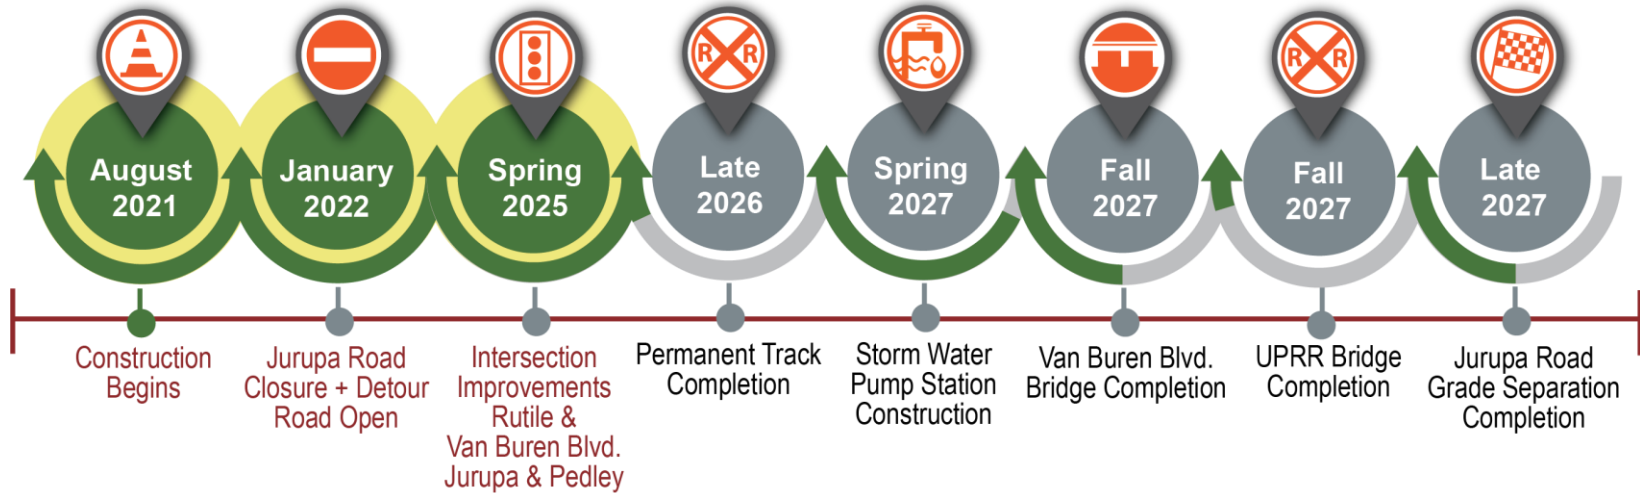 R R
R R
August
2021
January
2022
Spring
2025
Late
2026
Spring
2027
Fall
2027
Fall
2027
Late
2027
Construction
Begins
Jurupa Road
Closure + Detour
Road Open
Intersection
Improvements
Rutile &
Van Buren Blvd.
Jurupa & Pedley
Permanent Track
Completion
Storm Water
Pump Station
Construction
Van Buren Blvd.
Bridge Completion
UPRR Bridge
Completion
Jurupa Road
Grade Separation
Completion